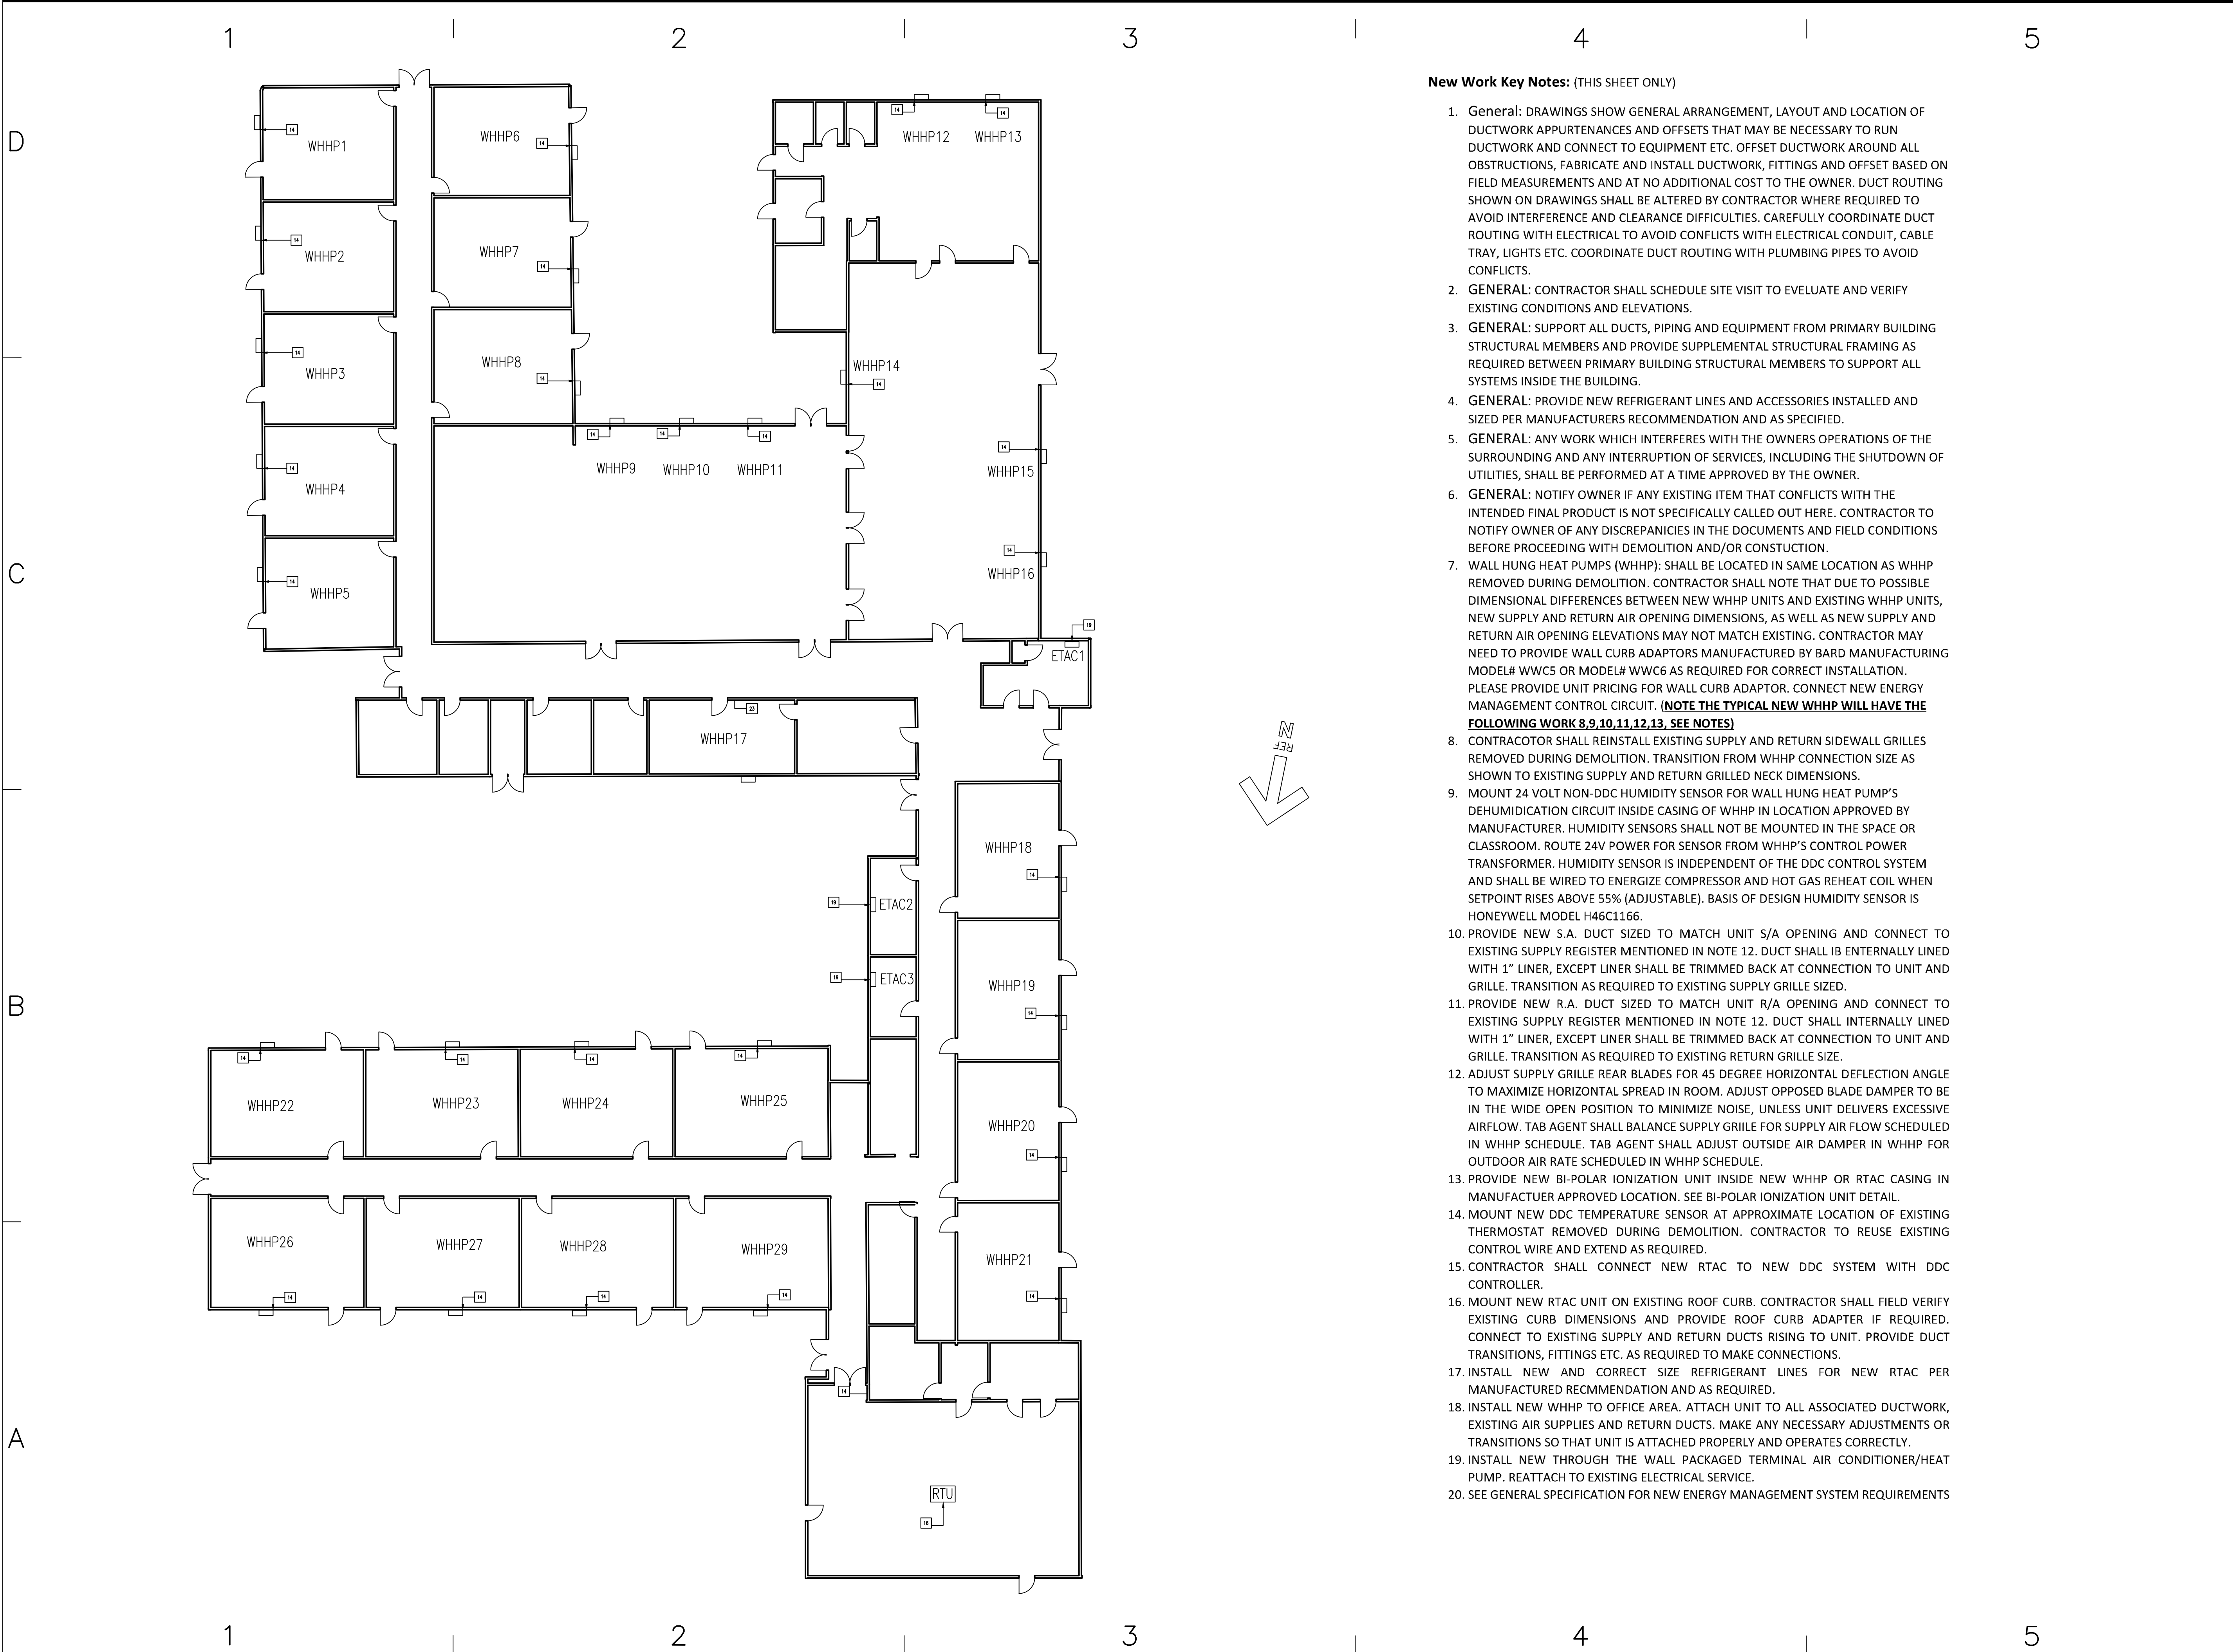 1 2 3 4 5
D
C
B
A
WHHP1
14
WHHP2
14
WHHP3
14
WHHP4
14
WHHP5
14
WHHP6
14
WHHP7
14
WHHP8
14
14 14 14
WHHP9 WHHP10 WHHP11
14 14
WHHP12 WHHP13
WHHP14
14
14
WHHP15
14
WHHP16
19
ETAC1
23
WHHP17
WHHP18
14
19
ETAC2
19
ETAC3
WHHP19
14
WHHP20
14
WHHP21
14
14 14 14 14
WHHP22 WHHP23 WHHP24 WHHP25
WHHP26 WHHP27 WHHP28 WHHP29
14 14 14 14
14
RTU
16
N
REF
New Work Key Notes: (THIS SHEET ONLY)
1. General: DRAWINGS SHOW GENERAL ARRANGEMENT, LAYOUT AND LOCATION OF
DUCTWORK APPURTENANCES AND OFFSETS THAT MAY BE NECESSARY TO RUN
DUCTWORK AND CONNECT TO EQUIPMENT ETC. OFFSET DUCTWORK AROUND ALL
OBSTRUCTIONS, FABRICATE AND INSTALL DUCTWORK, FITTINGS AND OFFSET BASED ON
FIELD MEASUREMENTS AND AT NO ADDITIONAL COST TO THE OWNER. DUCT ROUTING
SHOWN ON DRAWINGS SHALL BE ALTERED BY CONTRACTOR WHERE REQUIRED TO
AVOID INTERFERENCE AND CLEARANCE DIFFICULTIES. CAREFULLY COORDINATE DUCT
ROUTING WITH ELECTRICAL TO AVOID CONFLICTS WITH ELECTRICAL CONDUIT, CABLE
TRAY, LIGHTS ETC. COORDINATE DUCT ROUTING WITH PLUMBING PIPES TO AVOID
CONFLICTS.
2. GENERAL: CONTRACTOR SHALL SCHEDULE SITE VISIT TO EVELUATE AND VERIFY
EXISTING CONDITIONS AND ELEVATIONS.
3. GENERAL: SUPPORT ALL DUCTS, PIPING AND EQUIPMENT FROM PRIMARY BUILDING
STRUCTURAL MEMBERS AND PROVIDE SUPPLEMENTAL STRUCTURAL FRAMING AS
REQUIRED BETWEEN PRIMARY BUILDING STRUCTURAL MEMBERS TO SUPPORT ALL
SYSTEMS INSIDE THE BUILDING.
4. GENERAL: PROVIDE NEW REFRIGERANT LINES AND ACCESSORIES INSTALLED AND
SIZED PER MANUFACTURERS RECOMMENDATION AND AS SPECIFIED.
5. GENERAL: ANY WORK WHICH INTERFERES WITH THE OWNERS OPERATIONS OF THE
SURROUNDING AND ANY INTERRUPTION OF SERVICES, INCLUDING THE SHUTDOWN OF
UTILITIES, SHALL BE PERFORMED AT A TIME APPROVED BY THE OWNER.
6. GENERAL: NOTIFY OWNER IF ANY EXISTING ITEM THAT CONFLICTS WITH THE
INTENDED FINAL PRODUCT IS NOT SPECIFICALLY CALLED OUT HERE. CONTRACTOR TO
NOTIFY OWNER OF ANY DISCREPANICIES IN THE DOCUMENTS AND FIELD CONDITIONS
BEFORE PROCEEDING WITH DEMOLITION AND/OR CONSTUCTION.
7. WALL HUNG HEAT PUMPS (WHHP): SHALL BE LOCATED IN SAME LOCATION AS WHHP
REMOVED DURING DEMOLITION. CONTRACTOR SHALL NOTE THAT DUE TO POSSIBLE
DIMENSIONAL DIFFERENCES BETWEEN NEW WHHP UNITS AND EXISTING WHHP UNITS,
NEW SUPPLY AND RETURN AIR OPENING DIMENSIONS, AS WELL AS NEW SUPPLY AND
RETURN AIR OPENING ELEVATIONS MAY NOT MATCH EXISTING. CONTRACTOR MAY
NEED TO PROVIDE WALL CURB ADAPTORS MANUFACTURED BY BARD MANUFACTURING
MODEL# WWC5 OR MODEL# WWC6 AS REQUIRED FOR CORRECT INSTALLATION.
PLEASE PROVIDE UNIT PRICING FOR WALL CURB ADAPTOR. CONNECT NEW ENERGY
MANAGEMENT CONTROL CIRCUIT. (NOTE THE TYPICAL NEW WHHP WILL HAVE THE
FOLLOWING WORK 8,9,10,11,12,13, SEE NOTES)
8. CONTRACOTOR SHALL REINSTALL EXISTING SUPPLY AND RETURN SIDEWALL GRILLES
REMOVED DURING DEMOLITION. TRANSITION FROM WHHP CONNECTION SIZE AS
SHOWN TO EXISTING SUPPLY AND RETURN GRILLED NECK DIMENSIONS.
9. MOUNT 24 VOLT NON-DDC HUMIDITY SENSOR FOR WALL HUNG HEAT PUMP'S
DEHUMIDICATION CIRCUIT INSIDE CASING OF WHHP IN LOCATION APPROVED BY
MANUFACTURER. HUMIDITY SENSORS SHALL NOT BE MOUNTED IN THE SPACE OR
CLASSROOM. ROUTE 24V POWER FOR SENSOR FROM WHHP'S CONTROL POWER
TRANSFORMER. HUMIDITY SENSOR IS INDEPENDENT OF THE DDC CONTROL SYSTEM
AND SHALL BE WIRED TO ENERGIZE COMPRESSOR AND HOT GAS REHEAT COIL WHEN
SETPOINT RISES ABOVE 55% (ADJUSTABLE). BASIS OF DESIGN HUMIDITY SENSOR IS
HONEYWELL MODEL H46C1166.
10. PROVIDE NEW S.A. DUCT SIZED TO MATCH UNIT S/A OPENING AND CONNECT TO
EXISTING SUPPLY REGISTER MENTIONED IN NOTE 12. DUCT SHALL IB ENTERNALLY LINED
WITH 1” LINER, EXCEPT LINER SHALL BE TRIMMED BACK AT CONNECTION TO UNIT AND
GRILLE. TRANSITION AS REQUIRED TO EXISTING SUPPLY GRILLE SIZED.
11. PROVIDE NEW R.A. DUCT SIZED TO MATCH UNIT R/A OPENING AND CONNECT TO
EXISTING SUPPLY REGISTER MENTIONED IN NOTE 12. DUCT SHALL INTERNALLY LINED
WITH 1” LINER, EXCEPT LINER SHALL BE TRIMMED BACK AT CONNECTION TO UNIT AND
GRILLE. TRANSITION AS REQUIRED TO EXISTING RETURN GRILLE SIZE.
12. ADJUST SUPPLY GRILLE REAR BLADES FOR 45 DEGREE HORIZONTAL DEFLECTION ANGLE
TO MAXIMIZE HORIZONTAL SPREAD IN ROOM. ADJUST OPPOSED BLADE DAMPER TO BE
IN THE WIDE OPEN POSITION TO MINIMIZE NOISE, UNLESS UNIT DELIVERS EXCESSIVE
AIRFLOW. TAB AGENT SHALL BALANCE SUPPLY GRIILE FOR SUPPLY AIR FLOW SCHEDULED
IN WHHP SCHEDULE. TAB AGENT SHALL ADJUST OUTSIDE AIR DAMPER IN WHHP FOR
OUTDOOR AIR RATE SCHEDULED IN WHHP SCHEDULE.
13. PROVIDE NEW BI-POLAR IONIZATION UNIT INSIDE NEW WHHP OR RTAC CASING IN
MANUFACTUER APPROVED LOCATION. SEE BI-POLAR IONIZATION UNIT DETAIL.
14. MOUNT NEW DDC TEMPERATURE SENSOR AT APPROXIMATE LOCATION OF EXISTING
THERMOSTAT REMOVED DURING DEMOLITION. CONTRACTOR TO REUSE EXISTING
CONTROL WIRE AND EXTEND AS REQUIRED.
15. CONTRACTOR SHALL CONNECT NEW RTAC TO NEW DDC SYSTEM WITH DDC
CONTROLLER.
16. MOUNT NEW RTAC UNIT ON EXISTING ROOF CURB. CONTRACTOR SHALL FIELD VERIFY
EXISTING CURB DIMENSIONS AND PROVIDE ROOF CURB ADAPTER IF REQUIRED.
CONNECT TO EXISTING SUPPLY AND RETURN DUCTS RISING TO UNIT. PROVIDE DUCT
TRANSITIONS, FITTINGS ETC. AS REQUIRED TO MAKE CONNECTIONS.
17. INSTALL NEW AND CORRECT SIZE REFRIGERANT LINES FOR NEW RTAC PER
MANUFACTURED RECMMENDATION AND AS REQUIRED.
18. INSTALL NEW WHHP TO OFFICE AREA. ATTACH UNIT TO ALL ASSOCIATED DUCTWORK,
EXISTING AIR SUPPLIES AND RETURN DUCTS. MAKE ANY NECESSARY ADJUSTMENTS OR
TRANSITIONS SO THAT UNIT IS ATTACHED PROPERLY AND OPERATES CORRECTLY.
19. INSTALL NEW THROUGH THE WALL PACKAGED TERMINAL AIR CONDITIONER/HEAT
PUMP. REATTACH TO EXISTING ELECTRICAL SERVICE.
20. SEE GENERAL SPECIFICATION FOR NEW ENERGY MANAGEMENT SYSTEM REQUIREMENTS
1 2 3 4 5